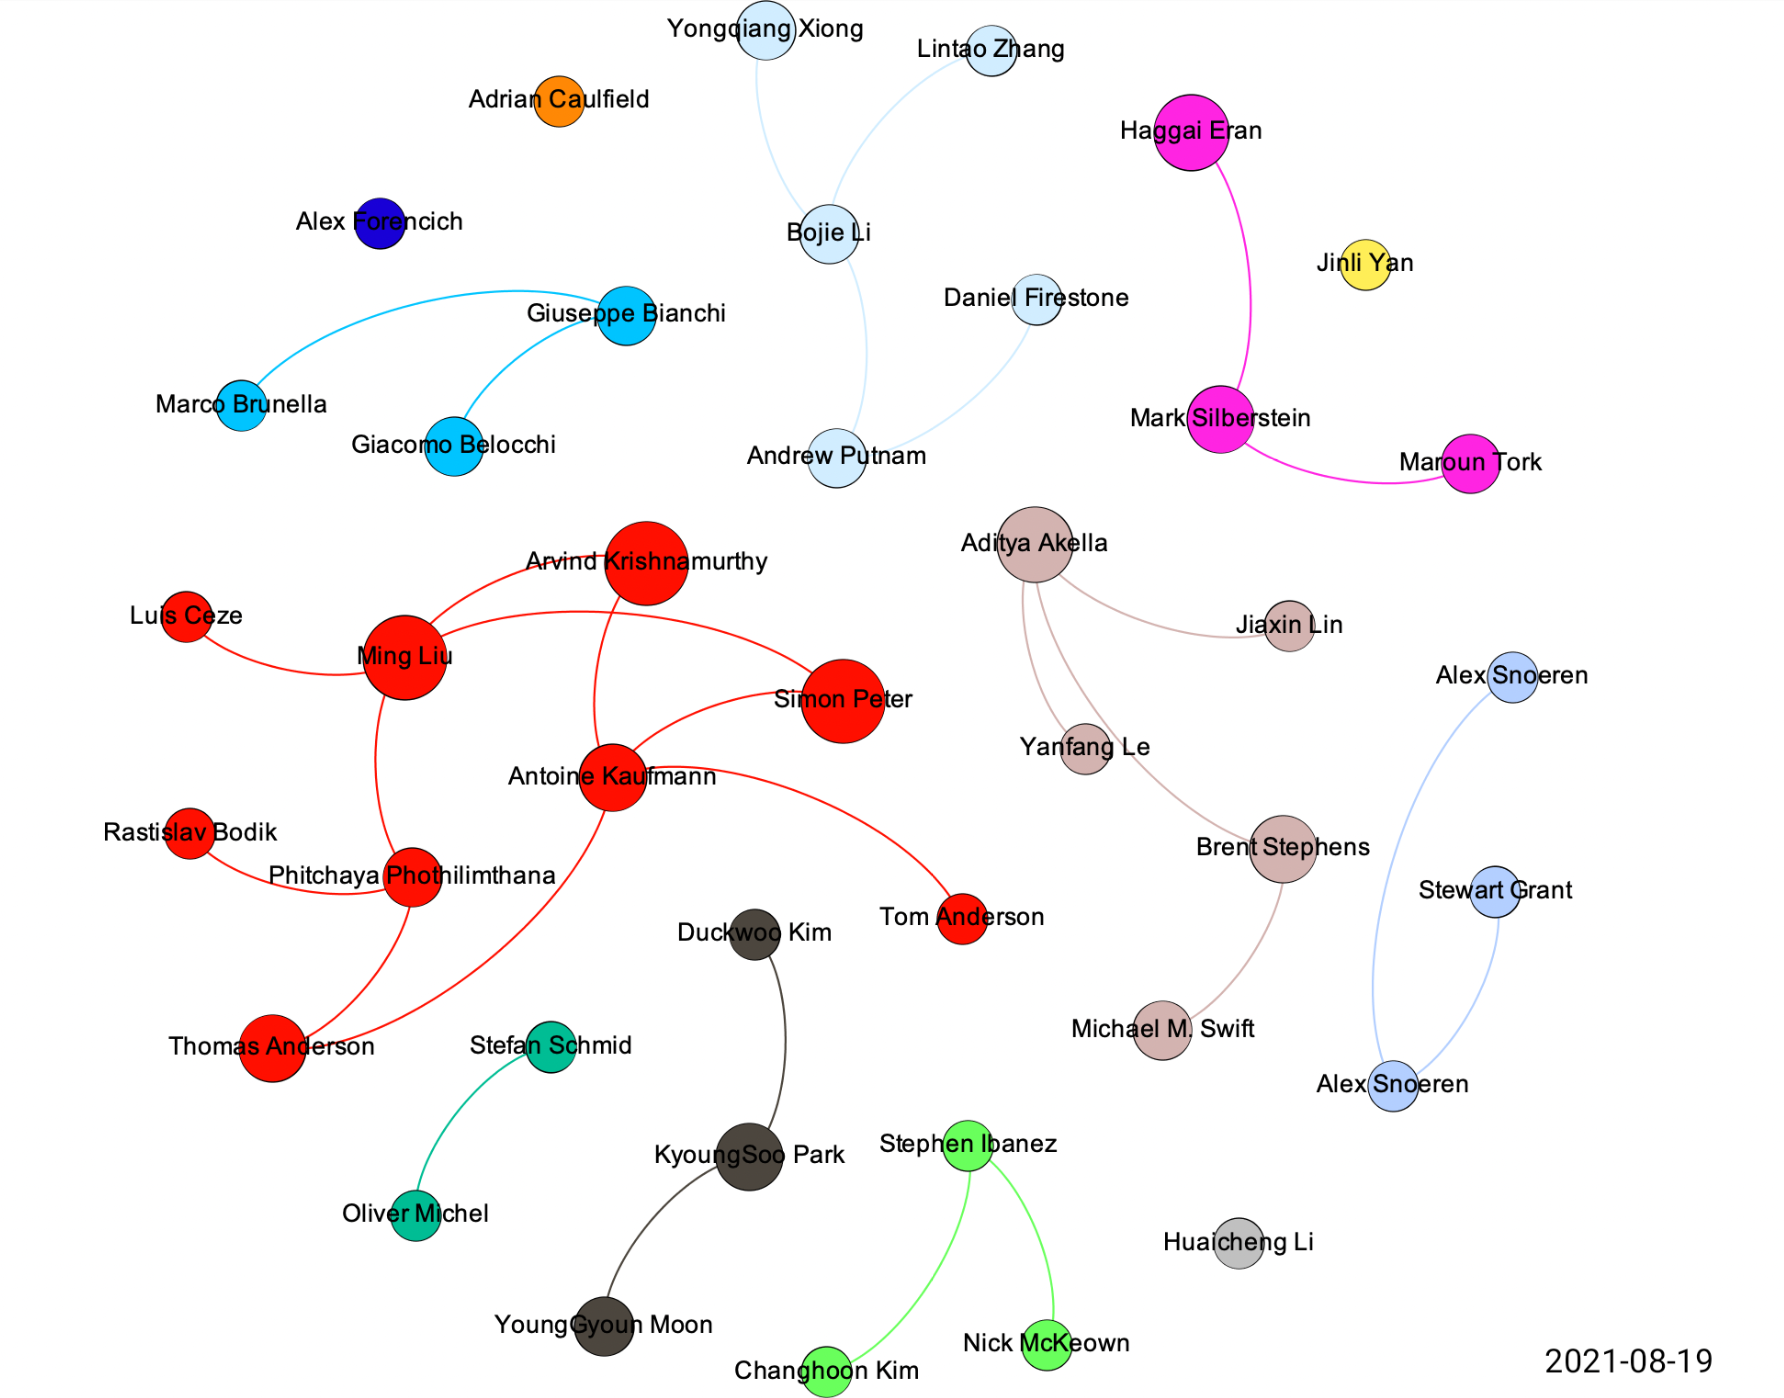 Yongqiang Xiong
Lintao Zhang
Adrian Caulfield
Haggai Eran
Alex Forencich
Bojie Li
Jinli Yan
Daniel Firestone
Giuseppe Bianchi
Marco Brunella
Mark Silberstein
Giacomo Belocchi
Andrew Putnam
Maroun Tork
Aditya Akella
Arvind Krishnamurthy
Luis Ceze
Jiaxin Lin
Ming Liu
Alex Snoeren
Simon Peter
Yanfang Le
Antoine Kaufmann
Rastislav Bodik
Brent Stephens
Phitchaya Phothilimthana
Stewart Grant
Tom Anderson
Duckwoo Kim
Michael M. Swift
Thomas Anderson
Stefan Schmid
Alex Snoeren
Stephen Ibanez
KyoungSoo Park
Oliver Michel
Huaicheng Li
YoungGyoun Moon
Nick McKeown
2021-08-19
Changhoon Kim